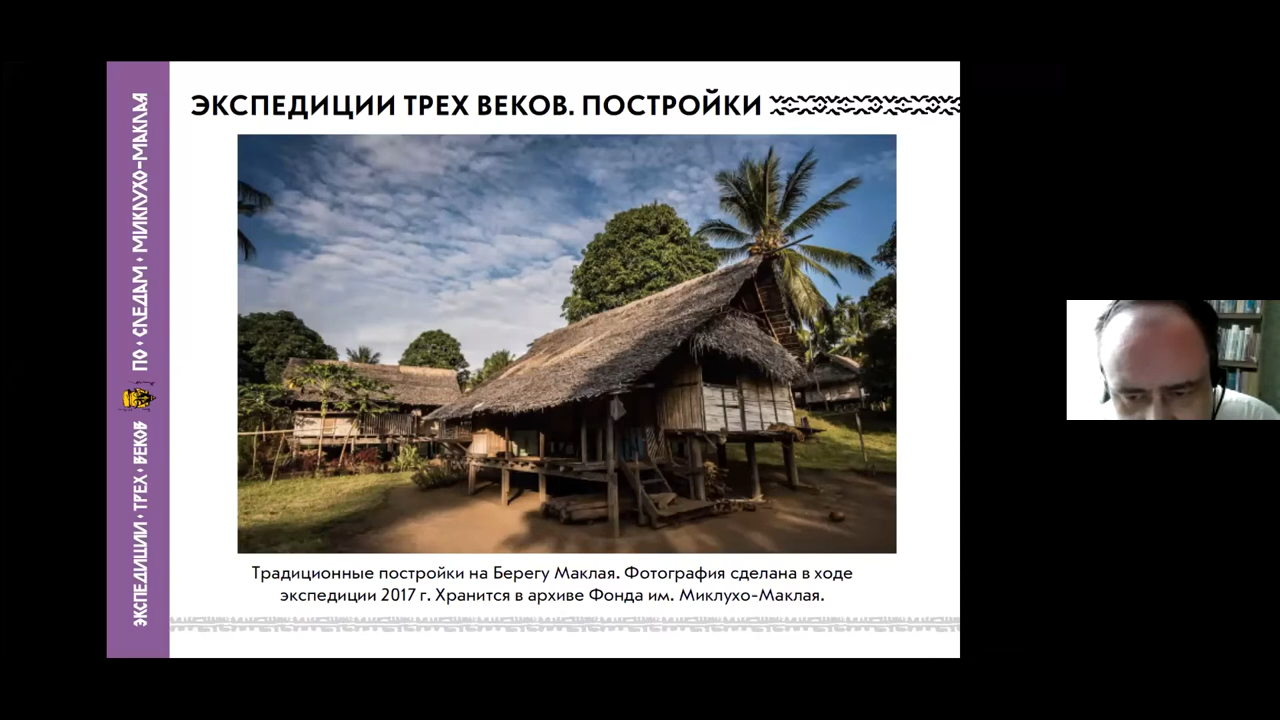 ЭКСПЕДИЦИИ ТРЕХ ВЕКОВ. ПОСТРОЙКИ
ЭКСПЕДИЦИИ • ТРЕХ • ВЕКОВ ПО • СЛЕДАМ • МИКЛУХО-МАКЛАЯ
Традиционные постройки на Берегу Маклая. Фотография сделана в ходе
экспедиции 2017 г. Хранится в архиве Фонда им. Миклухо-Маклая.